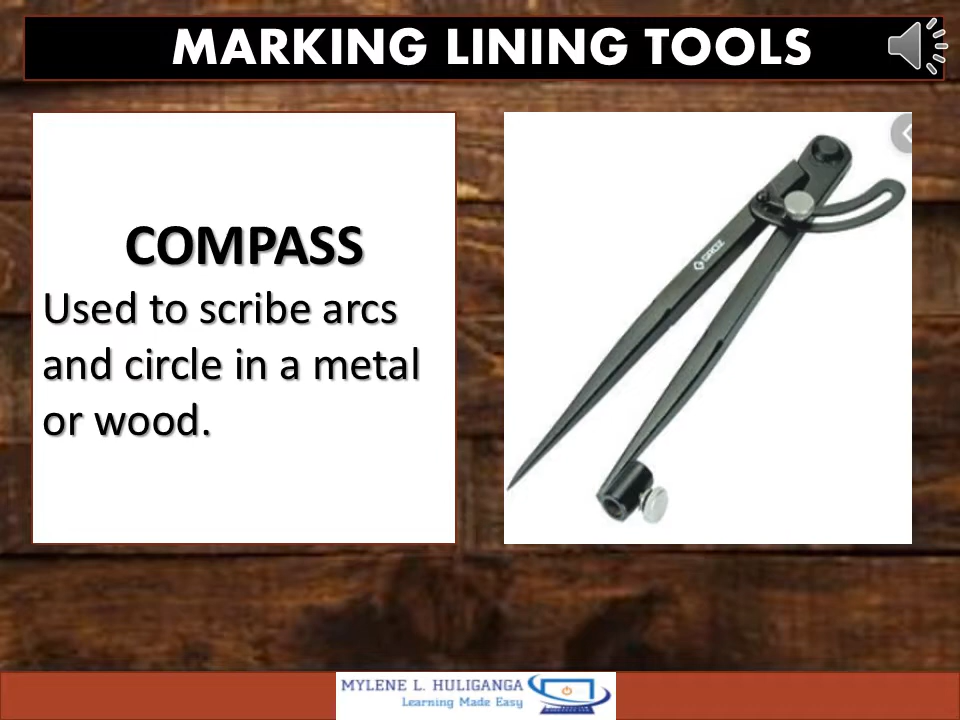 MARKING LINING TOOLS
COMPASS
Used to scribe arcs
and circle in a metal
or wood.
GROZ
MYLENE L. HULIGANGA
Learning Made Easy